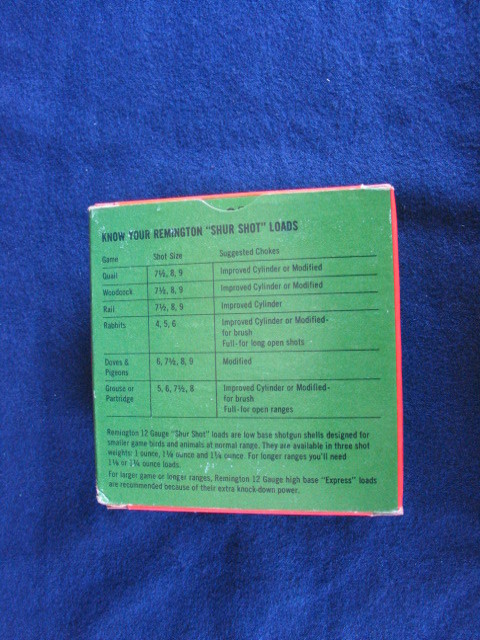 KNOW YOUR REMINGTON "SHUR SHOT" LOADS
Game Shot Size Suggested Chokes
Quail 7½, 8, 9 Improved Cylinder or Modified
Woodcock 7½, 8, 9 Improved Cylinder or Modified
Rail 7½, 8, 9 Improved Cylinder
Rabbits 4, 5, 6 Improved Cylinder or Modified-
for brush
Full-for long open shots
Doves & 6, 7½, 8, 9 Modified
Pigeons
Grouse or 5, 6, 7½, 8 Improved Cylinder or Modified-
Partridge for brush
Full-for open ranges
Remington 12 Gauge "Shur Shot" loads are low base shotgun shells designed for
smaller game birds and animals at normal range. They are available in three shot
weights: 1 ounce, 1⅛ ounce and 1¼ ounce. For longer ranges you'll need
or ounce loads.
For larger game or longer ranges, Remington 12 Gauge high base "Express" loads
are recommended because of their extra knock-down power.